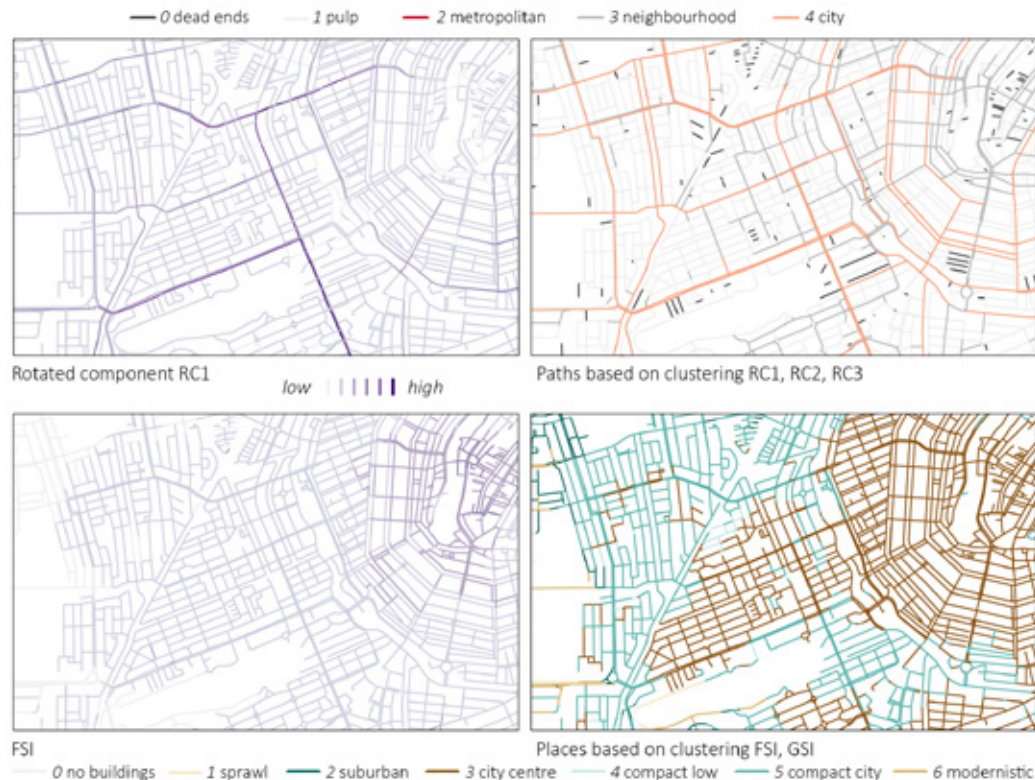 0 dead ends 1 pulp 2 metropolitan 3 neighbourhood 4 city
Rotated component RC1
Paths based on clustering RC1, RC2, RC3
low high
FSI
Places based on clustering FSI, GSI
0 no buildings 1 sprawl 2 suburban 3 city centre 4 compact low 5 compact city 6 modernistic